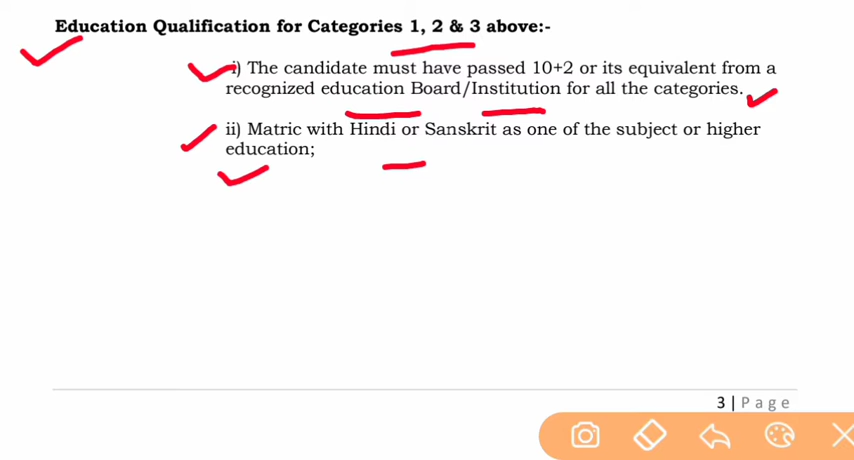 Education Qualification for Categories 1, 2 & 3 above:-
i) The candidate must have passed 10+2 or its equivalent from a
recognized education Board/Institution for all the categories.
ii) Matric with Hindi or Sanskrit as one of the subject or higher
education;
3 | P a g e